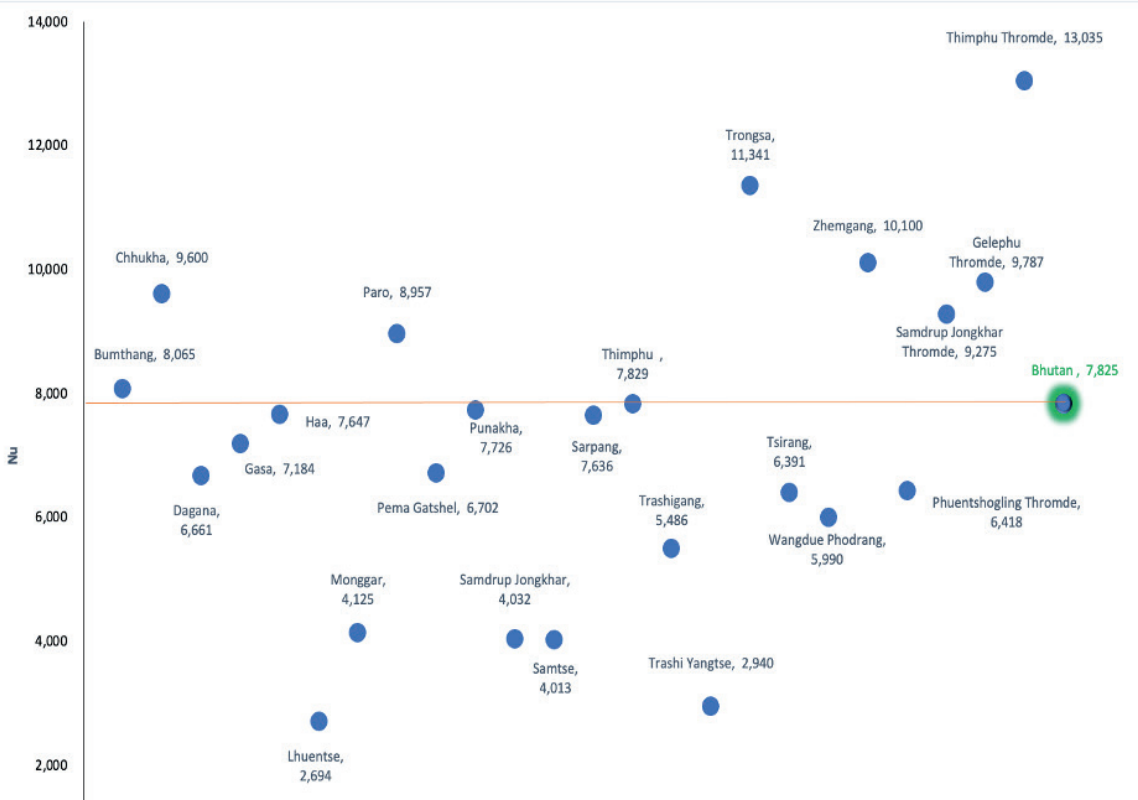 14,000
Thimphu Thromde, 13,035
12,000
Trongsa,
11,341
Zhemgang, 10,100
Gelephu
Thromde, 9,787
Chhukha, 9,600
10,000
Paro, 8,957
Samdrup Jongkhar
Thromde, 9,275
Bumthang, 8,065
Thimphu ,
7,829
Bhutan , 7,825
8,000
Haa, 7,647
Punakha,
7,726
Sarpang,
7,636
Tsirang,
6,391
Nu
Gasa, 7,184
Dagana,
6,661
Pema Gatshel, 6,702
Trashigang,
5,486
Phuentshogling Thromde,
6,418
6,000
Wangdue Phodrang,
5,990
Monggar,
4,125
Samdrup Jongkhar,
4,032
4,000
Samtse,
4,013
Trashi Yangtse, 2,940
Lhuentse,
2,694
2,000